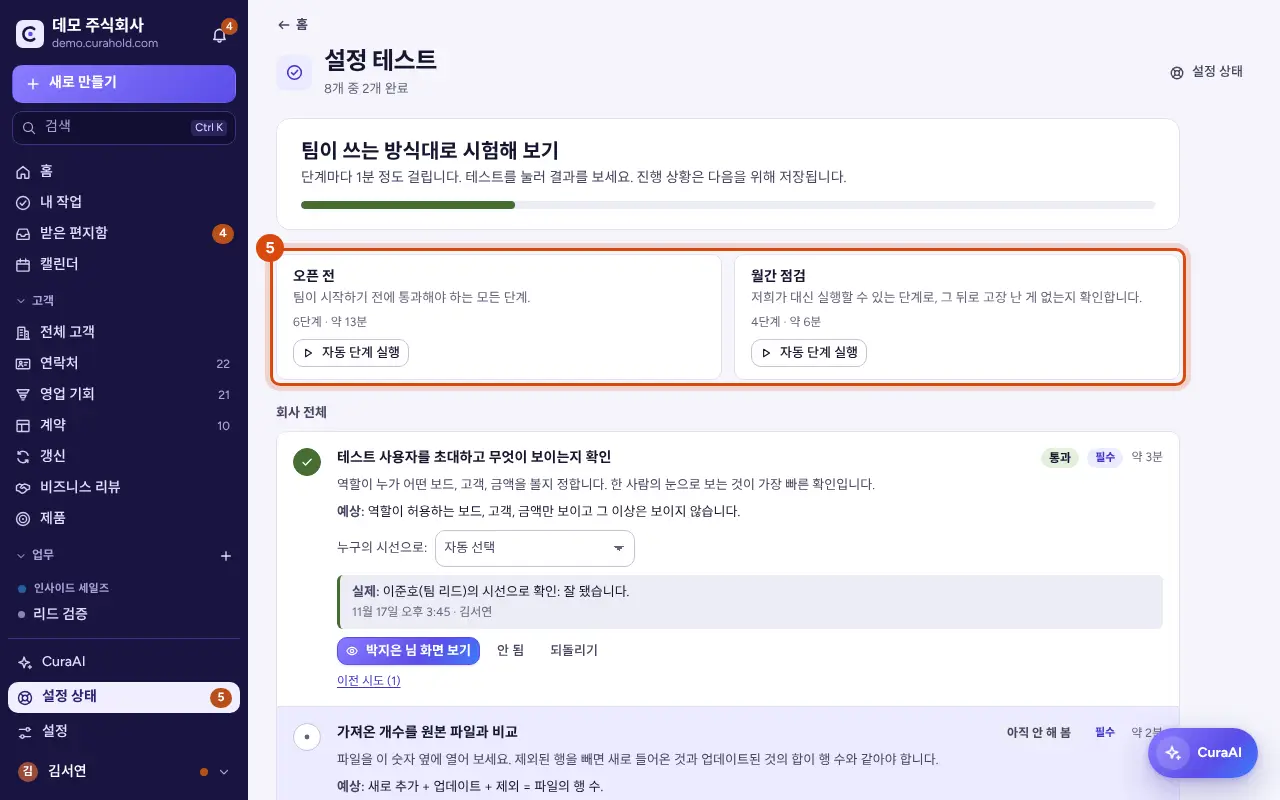 데모 주식회사
demo.curahold.com
4
새로 만들기
검색
Ctrl K
홈
내 작업
받은 편지함
4
캘린더
고객
전체 고객
연락처
22
영업 기회
21
계약
10
갱신
비즈니스 리뷰
제품
업무
인사이드 세일즈
리드 검증
CuraAI
설정 상태
5
설정
김
김서연
홈
설정 테스트
8개 중 2개 완료
설정 상태
팀이 쓰는 방식대로 시험해 보기
단계마다 1분 정도 걸립니다. 테스트를 눌러 결과를 보세요. 진행 상황은 다음을 위해 저장됩니다.
5
오픈 전
팀이 시작하기 전에 통과해야 하는 모든 단계.
6단계 · 약 13분
자동 단계 실행
월간 점검
저희가 대신 실행할 수 있는 단계로, 그 뒤로 고장 난 게 없는지 확인합니다.
4단계 · 약 6분
자동 단계 실행
회사 전체
테스트 사용자를 초대하고 무엇이 보이는지 확인
통과
필수
약 3분
역할이 누가 어떤 보드, 고객, 금액을 볼지 정합니다. 한 사람의 눈으로 보는 것이 가장 빠른 확인입니다.
예상: 역할이 허용하는 보드, 고객, 금액만 보이고 그 이상은 보이지 않습니다.
누구의 시선으로:
자동 선택
실제: 이준호(팀 리드)의 시선으로 확인: 잘 됐습니다.
11월 17일 오후 3:45 · 김서연
박지은 님 화면 보기
안 됨
되돌리기
이전 시도 (1)
가져온 개수를 원본 파일과 비교
아직 안 해 봄
필수
약 2분
파일을 이 숫자 옆에 열어 보세요. 제외된 행을 빼면 새로 들어온 것과 업데이트된 것의 합이 행 수와 같아야 합니다.
예상: 새로 추가 + 업데이트 + 제외 = 파일의 행 수.
CuraAI